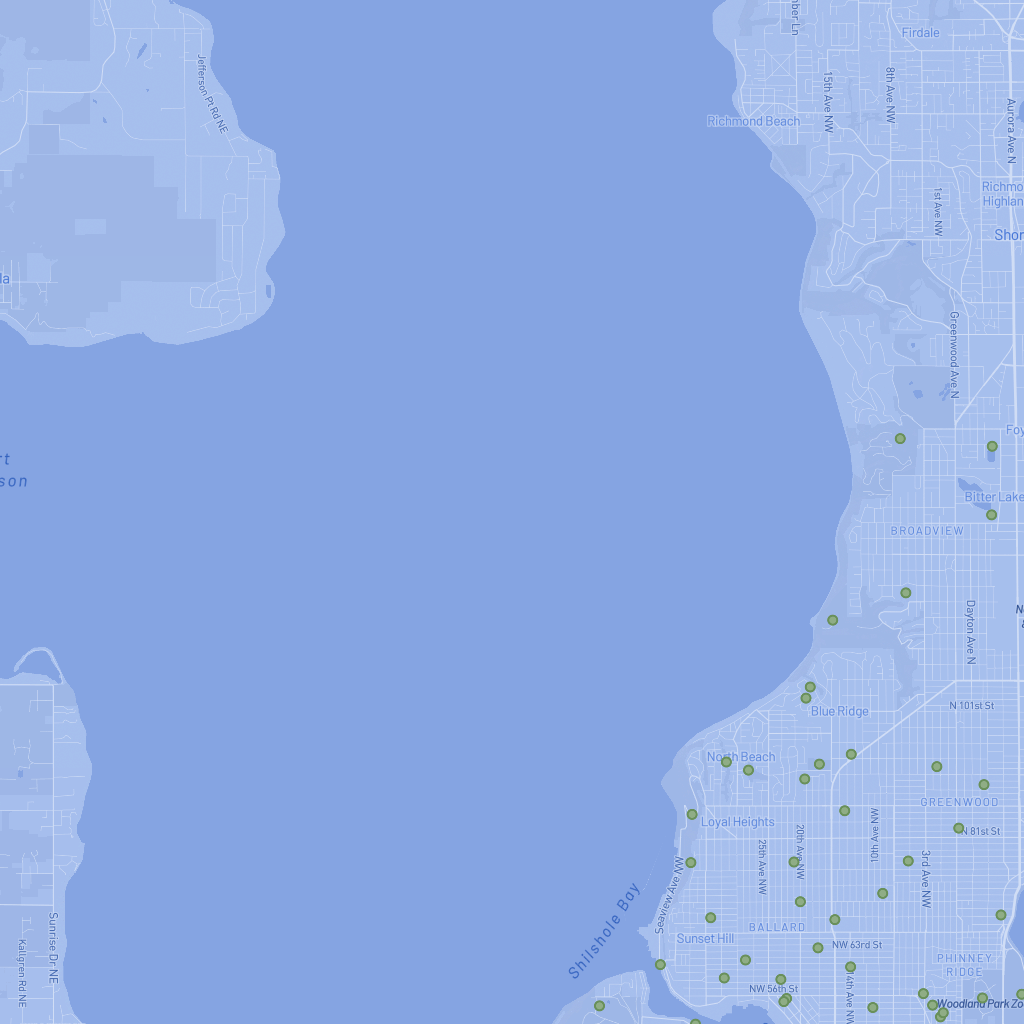 Firdale
Jefferson Pt Rd NE
15th Ave NW
8th Ave NW
Aurora Ave N
Richmond Beach
1st Ave NW
Greenwood Ave N
Bitter Lake
BROADVIEW
Dayton Ave N
N 101st St
Blue Ridge
North Beach
GREENWOOD
Loyal Heights
N 81st St
10th Ave NW
20th Ave NW
25th Ave NW
3rd Ave NW
Seaview Ave NW
Shilshole Bay
BALLARD
Sunset Hill
NW 63rd St
PHINNEY
RIDGE
NW 56th St
14th Ave NW
Woodland Park Zo
Sunrise Dr NE
Kallgren Rd NE